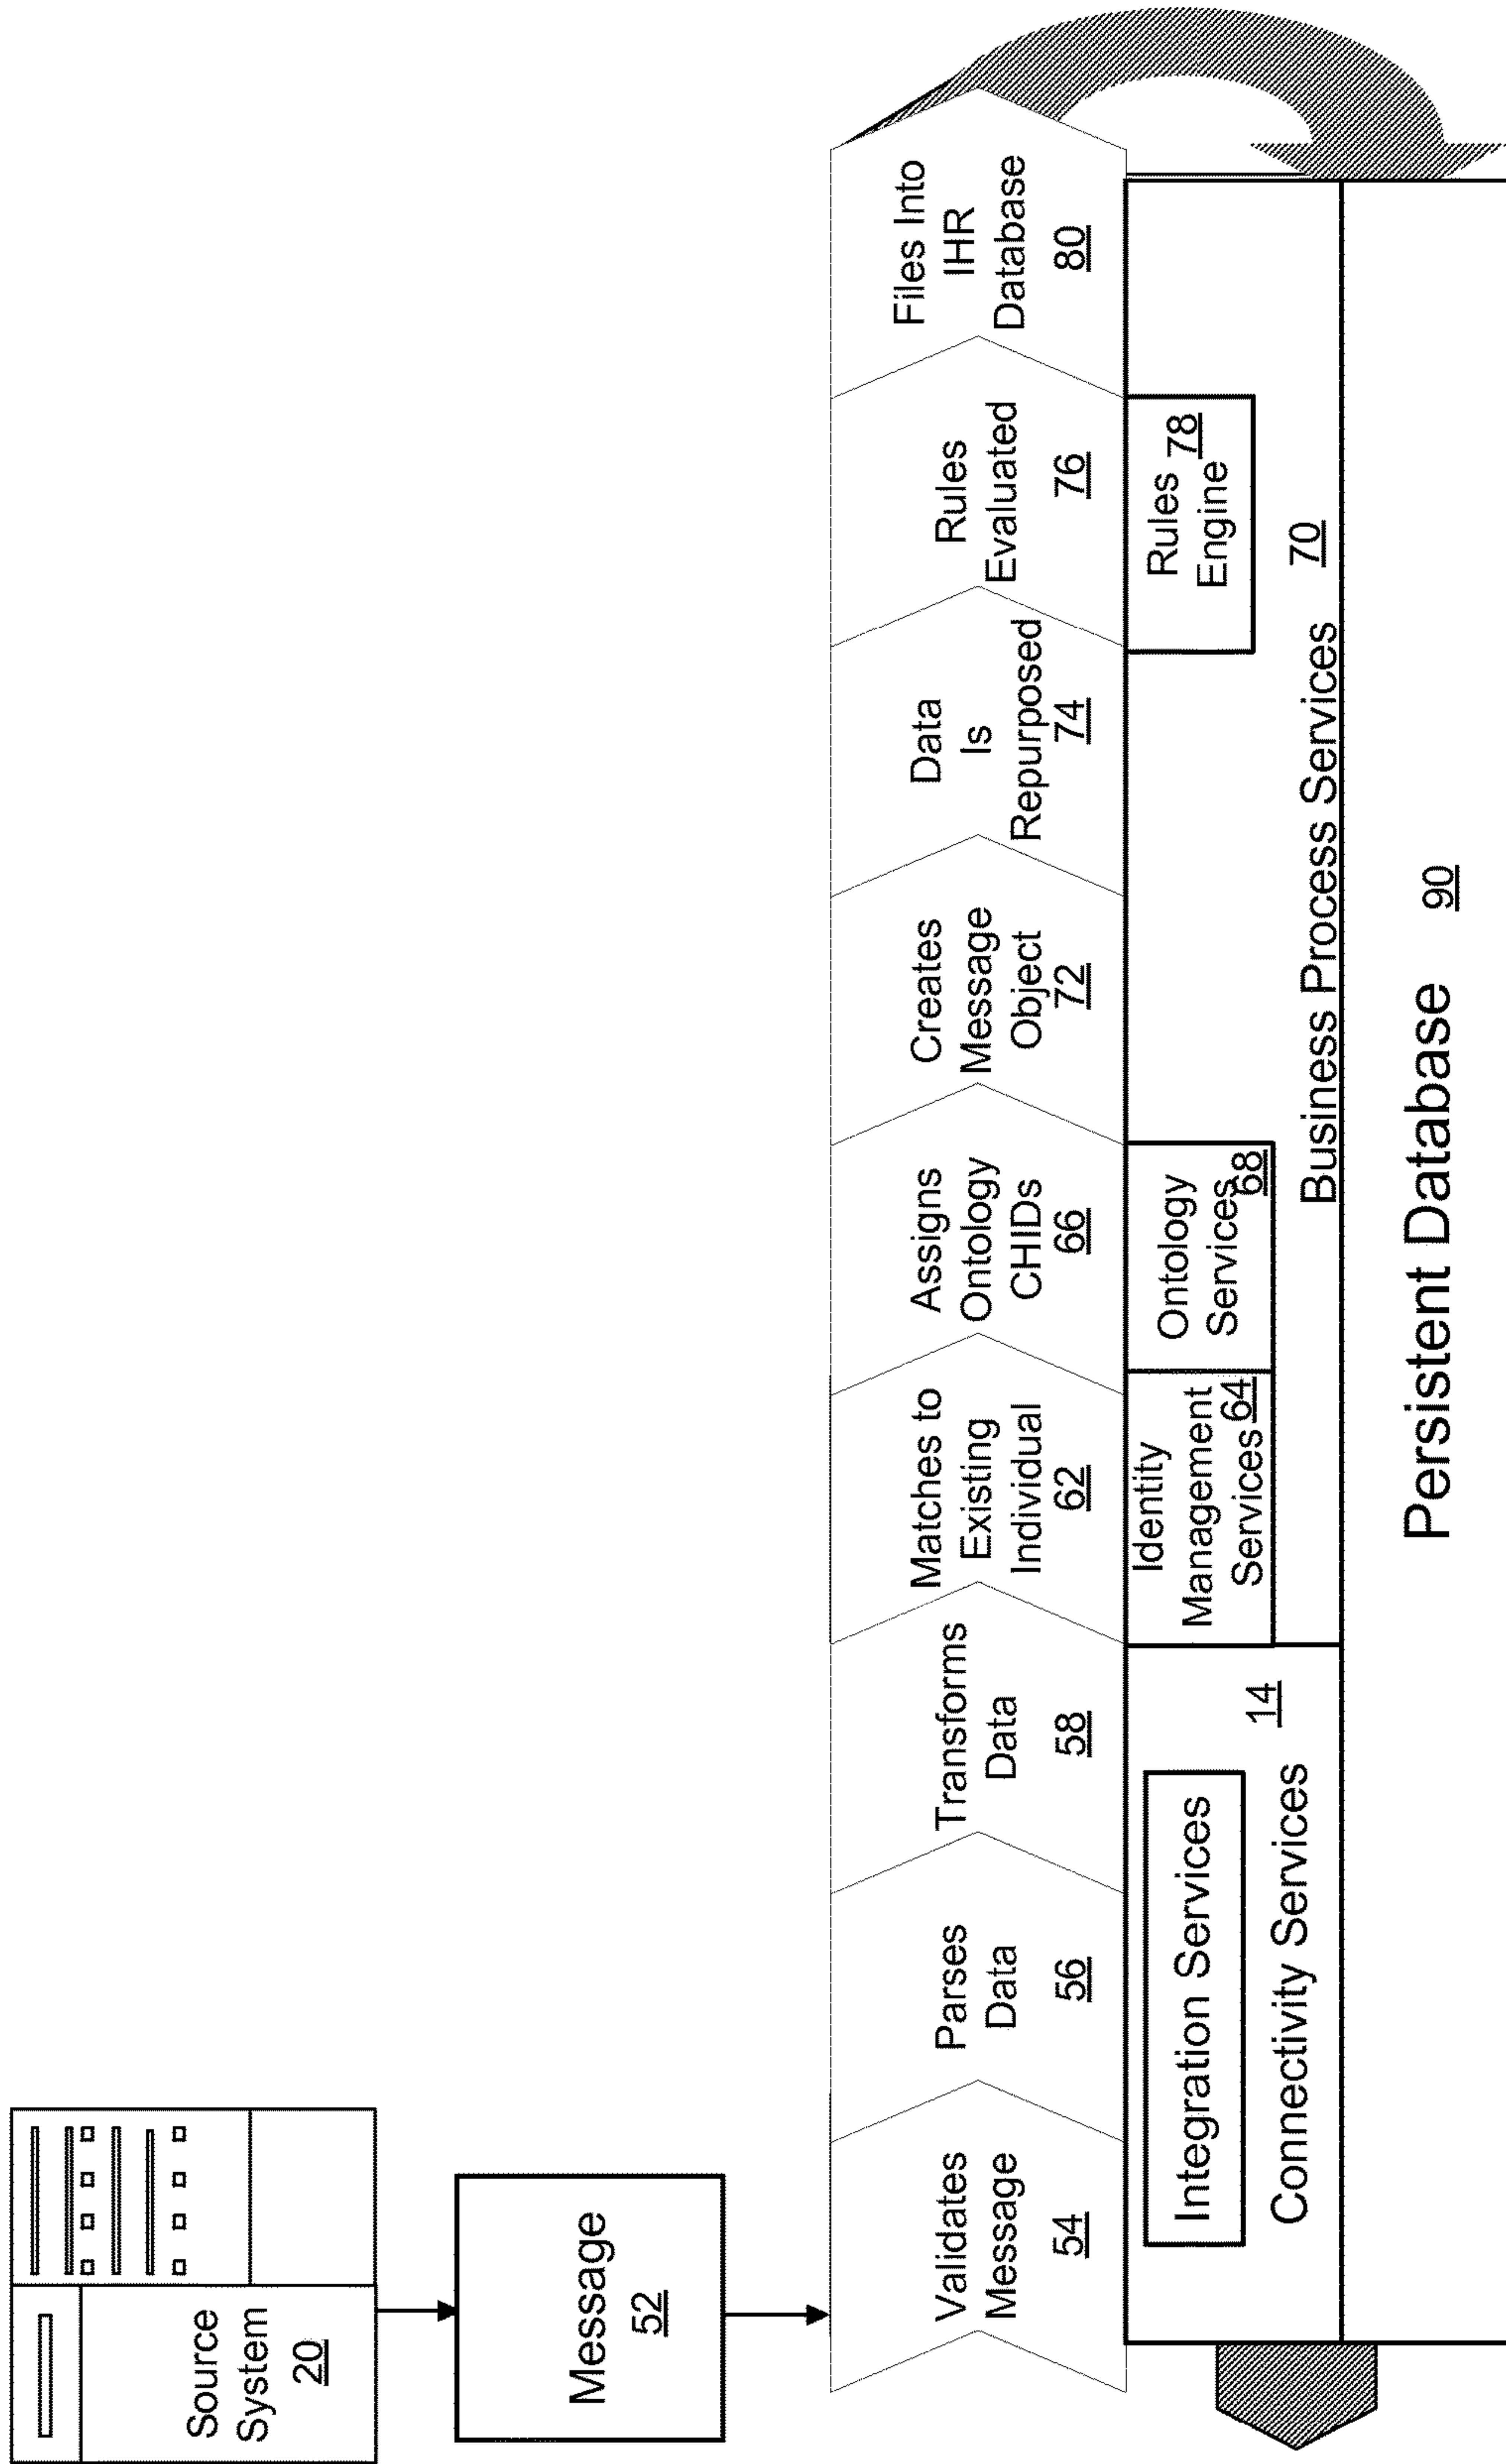 Source
System
20
Message
52
Validates
Message
54
Parses
Data
56
Transforms
Data
58
Matches to
Existing
Individual
62
Assigns
Ontology
CHIDs
66
Creates
Message
Object
72
Data
Is
Repurposed
74
Rules
Evaluated
76
Files Into
IHR
Database
80
Integration Services
Connectivity Services
14
Identity
Management
Services 64
Ontology
Services
68
Rules 78
Engine
Business Process Services 70
Persistent Database 90